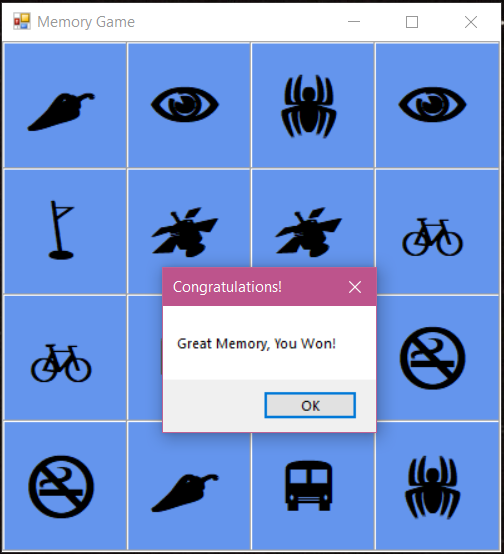 Memory Game
Congratulations!
Great Memory, You Won!
OK